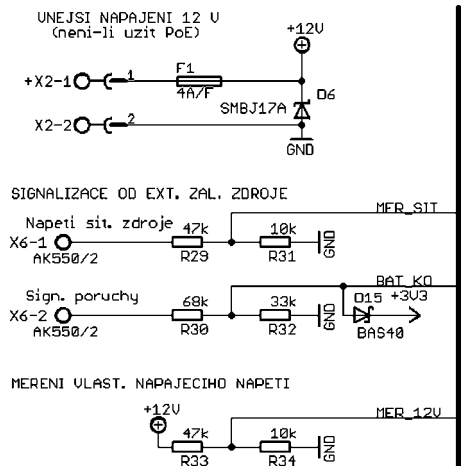 VNEJSI NAPAJENI 12 V
(neni-li uzit PoE)
+12V
F1
+X2-1
1
4A/F
D6
SMBJ17A
X2-2
2
GND
SIGNALIZACE OD EXT. ZAL. ZDROJE
MER_SIT
Napeti sit. zdroje
47k
10k
X6-1
GND
AK550/2
R29
R31
BAT_KO
Sign. poruchy
68k
33k
D15
+3V3
X6-2
GND
AK550/2
R30
R32
BAS40
MERENI VLAST. NAPAJECIHO NAPETI
+12V
47k
10k
MER_12V
GND
R33
R34